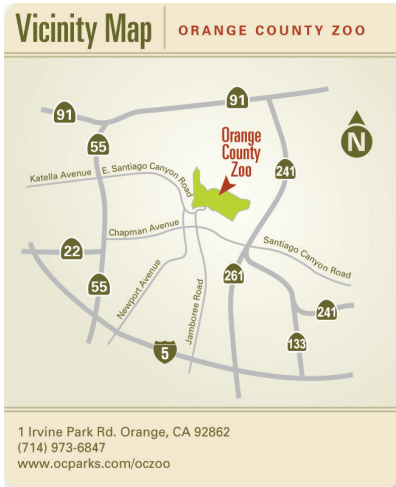 Vicinity Map
ORANGE COUNTY ZOO
91
91
55
Orange
County
Zoo
N
241
Katella Avenue
E. Santiago Canyon Road
Chapman Avenue
Santiago Canyon Road
22
55
Newport Avenue
Jamboree Road
261
241
133
5
1 Irvine Park Rd. Orange, CA 92862
(714) 973-6847
www.ocparks.com/oczoo